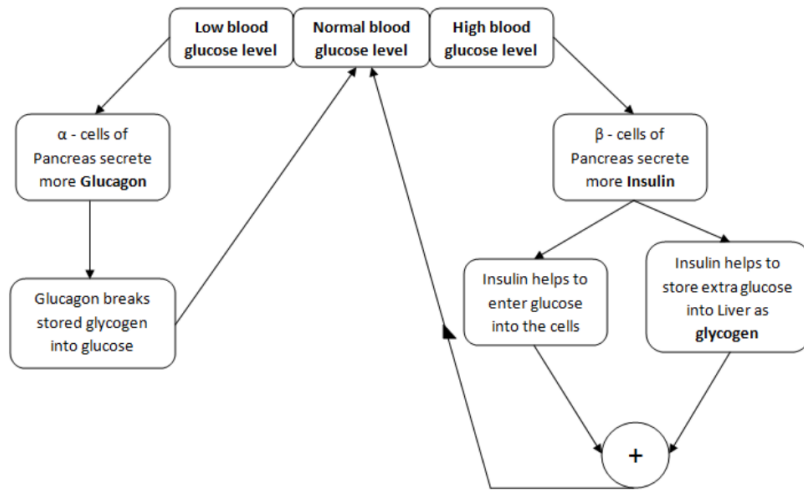 Low blood
glucose level
Normal blood
glucose level
High blood
glucose level
α - cells of
Pancreas secrete
more Glucagon
β - cells of
Pancreas secrete
more Insulin
Glucagon breaks
stored glycogen
into glucose
Insulin helps to
enter glucose
into the cells
Insulin helps to
store extra glucose
into Liver as
glycogen
+